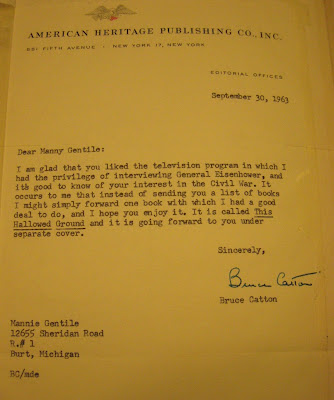 AMERICAN HERITAGE PUBLISHING CO., INC.
551 FIFTH AVENUE · NEW YORK 17, NEW YORK
EDITORIAL OFFICES
September 30, 1963
Dear Manny Gentile:
I am glad that you liked the television program in which I
had the privilege of interviewing General Eisenhower, and
it's good to know of your interest in the Civil War. It
occurs to me that instead of sending you a list of books
I might simply forward one book with which I had a good
deal to do, and I hope you enjoy it. It is called This
Hallowed Ground and it is going forward to you under
separate cover.
Sincerely,
Bruce Catton
Bruce Catton
Mannie Gentile
12655 Sheridan Road
R.# 1
Burt, Michigan
BC/mde